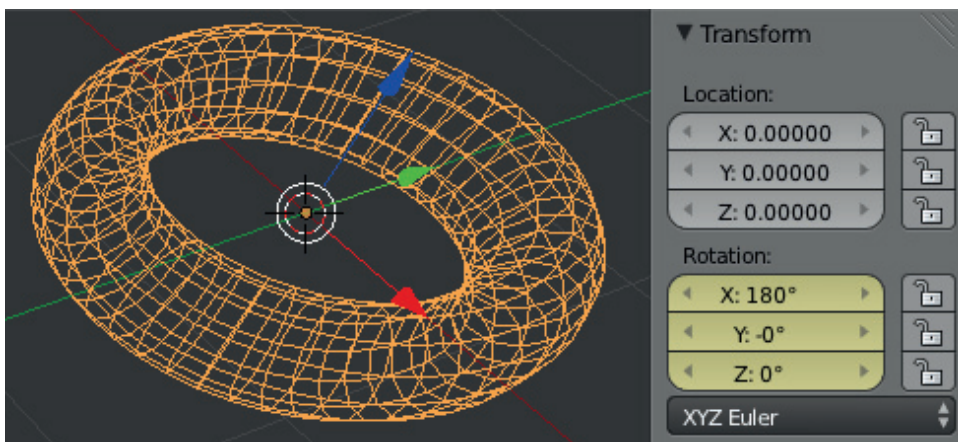 Transform
Location:
X: 0.00000
Y: 0.00000
Z: 0.00000
Rotation:
X: 180°
Y: -0°
Z: 0°
XYZ Euler